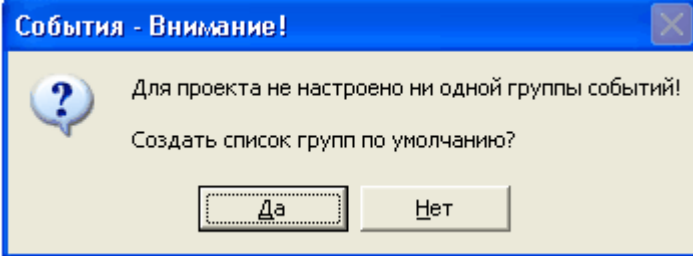 События - Внимание!
Для проекта не настроено ни одной группы событий!
Создать список групп по умолчанию?
Да
Нет